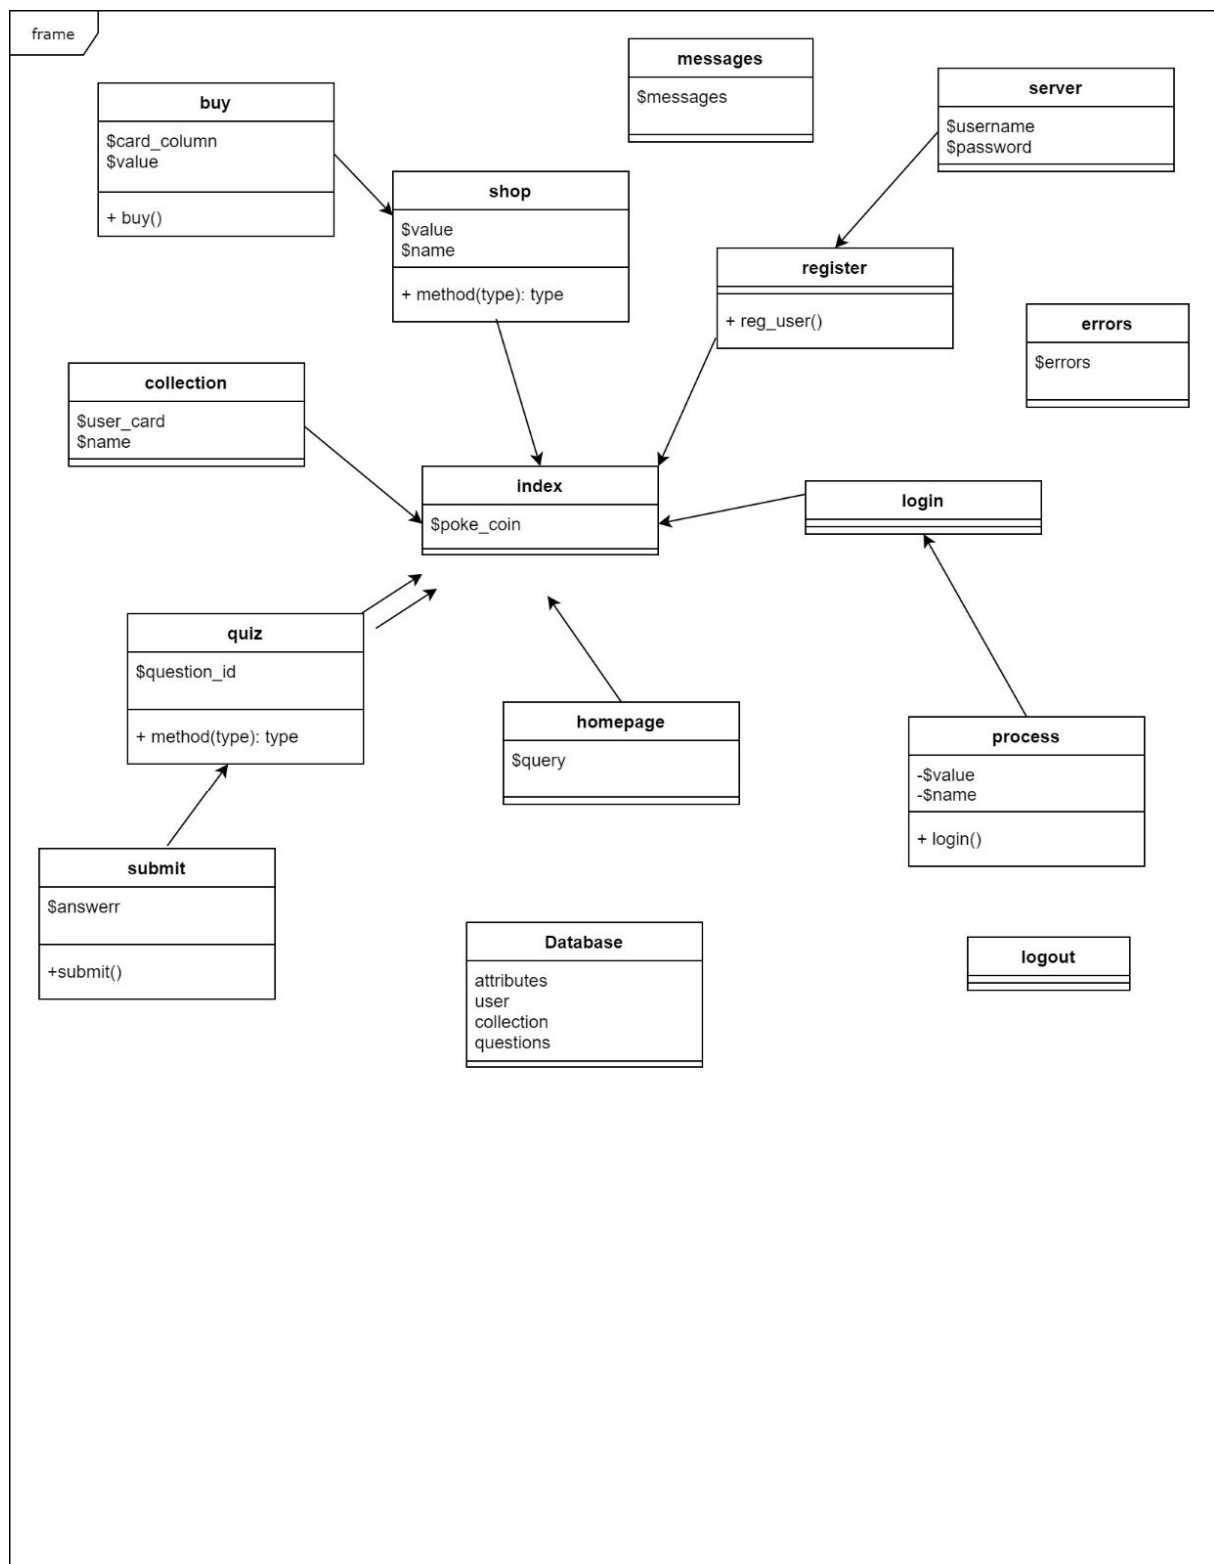 frame
messages
$messages
server
$username
$password
buy
$card_column
$value
+ buy()
shop
$value
$name
+ method(type): type
register
+ reg_user()
errors
$errors
collection
$user_card
$name
index
$poke_coin
login
quiz
$question_id
+ method(type): type
homepage
$query
process
-$value
-$name
+ login()
submit
$answerr
+submit()
Database
attributes
user
collection
questions
logout